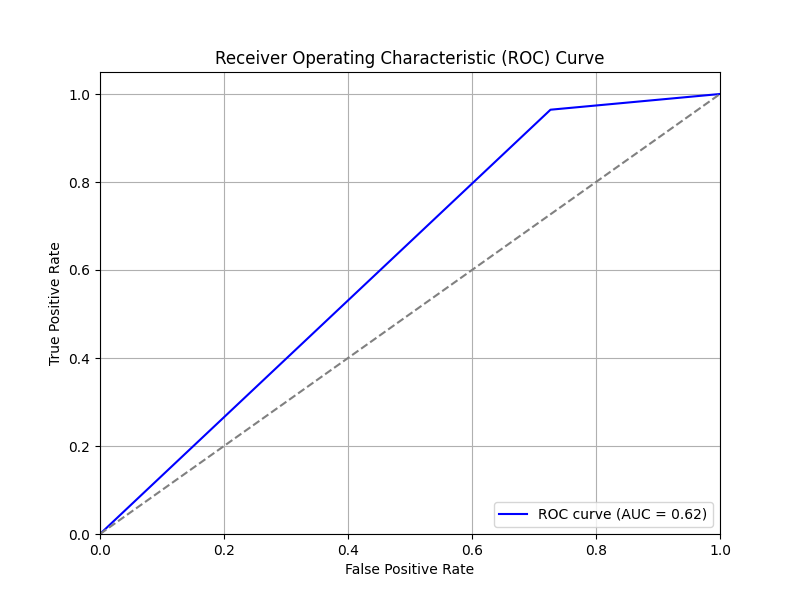 Receiver Operating Characteristic (ROC) Curve
1.0
0.8
0.6
0.4
0.2
0.0
True Positive Rate
ROC curve (AUC = 0.62)
0.0 0.2 0.4 0.6 0.8 1.0
False Positive Rate